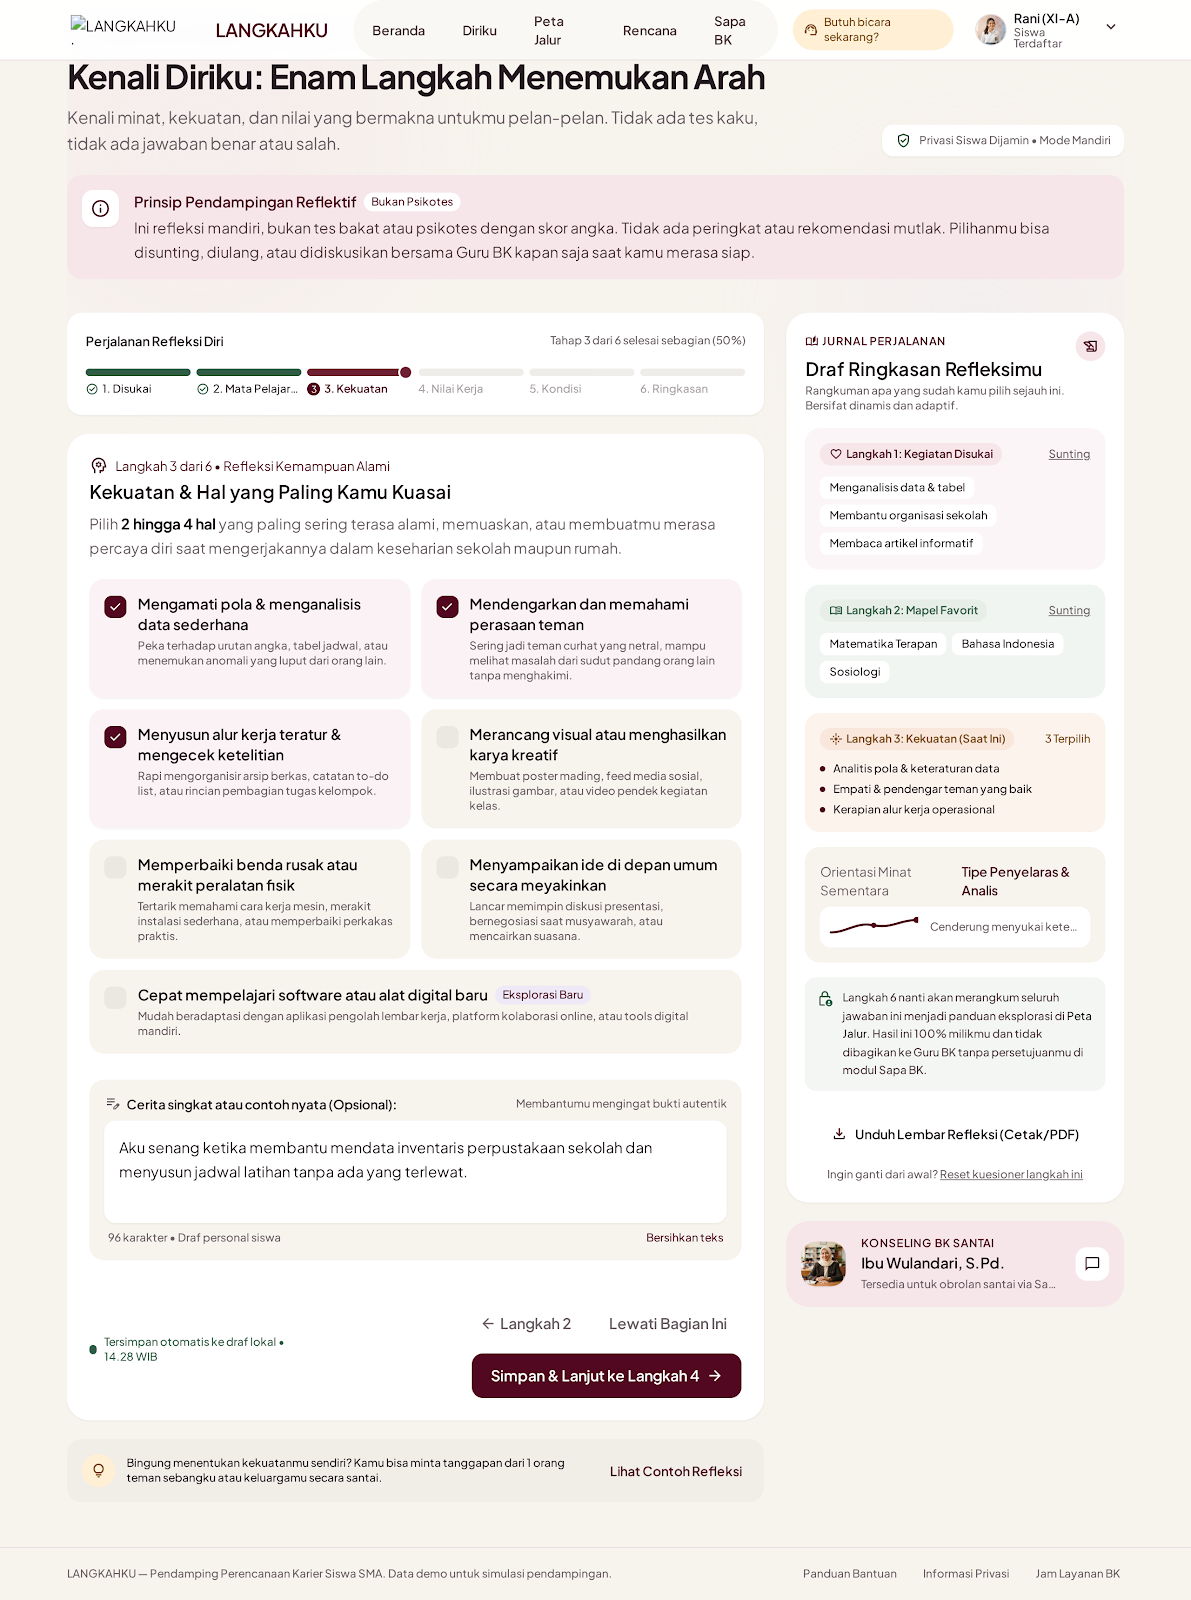 LANGKAHKU
LANGKAHKU
Beranda
Diriku
Peta
Jalur
Rencana
Sapa
BK
Butuh bicara
sekarang?
Rani (XI-A)
Siswa
Terdaftar
Kenali Diriku: Enam Langkah Menemukan Arah
Kenali minat, kekuatan, dan nilai yang bermakna untukmu pelan-pelan. Tidak ada tes kaku,
tidak ada jawaban benar atau salah.
Privasi Siswa Dijamin • Mode Mandiri
Prinsip Pendampingan Reflektif Bukan Psikotes
Ini refleksi mandiri, bukan tes bakat atau psikotes dengan skor angka. Tidak ada peringkat atau rekomendasi mutlak. Pilihanmu bisa
disunting, diulang, atau didiskusikan bersama Guru BK kapan saja saat kamu merasa siap.
Perjalanan Refleksi Diri
Tahap 3 dari 6 selesai sebagian (50%)
1. Disukai
2. Mata Pelajar...
3 3. Kekuatan
4. Nilai Kerja
5. Kondisi
6. Ringkasan
Langkah 3 dari 6 • Refleksi Kemampuan Alami
Kekuatan & Hal yang Paling Kamu Kuasai
Pilih 2 hingga 4 hal yang paling sering terasa alami, memuaskan, atau membuatmu merasa
percaya diri saat mengerjakannya dalam keseharian sekolah maupun rumah.
Mengamati pola & menganalisis
data sederhana
Peka terhadap urutan angka, tabel jadwal, atau
menemukan anomali yang luput dari orang lain.
Mendengarkan dan memahami
perasaan teman
Sering jadi teman curhat yang netral, mampu
melihat masalah dari sudut pandang orang lain
tanpa menghakimi.
Menyusun alur kerja teratur &
mengecek ketelitian
Rapi mengorganisir arsip berkas, catatan to-do
list, atau rincian pembagian tugas kelompok.
Merancang visual atau menghasilkan
karya kreatif
Membuat poster mading, feed media sosial,
ilustrasi gambar, atau video pendek kegiatan
kelas.
Memperbaiki benda rusak atau
merakit peralatan fisik
Tertarik memahami cara kerja mesin, merakit
instalasi sederhana, atau memperbaiki perkakas
praktis.
Menyampaikan ide di depan umum
secara meyakinkan
Lancar memimpin diskusi presentasi,
bernegosiasi saat musyawarah, atau
mencairkan suasana.
Cepat mempelajari software atau alat digital baru Eksplorasi Baru
Mudah beradaptasi dengan aplikasi pengolah lembar kerja, platform kolaborasi online, atau tools digital
mandiri.
Cerita singkat atau contoh nyata (Opsional):
Membantumu mengingat bukti autentik
Aku senang ketika membantu mendata inventaris perpustakaan sekolah dan
menyusun jadwal latihan tanpa ada yang terlewat.
96 karakter • Draf personal siswa
Bersihkan teks
Tersimpan otomatis ke draf lokal •
14.28 WIB
← Langkah 2
Lewati Bagian Ini
Simpan & Lanjut ke Langkah 4 →
Bingung menentukan kekuatanmu sendiri? Kamu bisa minta tanggapan dari 1 orang
teman sebangku atau keluargamu secara santai.
Lihat Contoh Refleksi
JURNAL PERJALANAN
Draf Ringkasan Refleksimu
Rangkuman apa yang sudah kamu pilih sejauh ini.
Bersifat dinamis dan adaptif.
Langkah 1: Kegiatan Disukai
Sunting
Menganalisis data & tabel
Membantu organisasi sekolah
Membaca artikel informatif
Langkah 2: Mapel Favorit
Sunting
Matematika Terapan
Bahasa Indonesia
Sosiologi
Langkah 3: Kekuatan (Saat Ini)
3 Terpilih
• Analitis pola & keteraturan data
• Empati & pendengar teman yang baik
• Kerapian alur kerja operasional
Orientasi Minat
Sementara
Tipe Penyelaras &
Analis
Cenderung menyukai kete...
Langkah 6 nanti akan merangkum seluruh
jawaban ini menjadi panduan eksplorasi di Peta
Jalur. Hasil ini 100% milikmu dan tidak
dibagikan ke Guru BK tanpa persetujuanmu di
modul Sapa BK.
Unduh Lembar Refleksi (Cetak/PDF)
Ingin ganti dari awal? Reset kuesioner langkah ini
KONSELING BK SANTAI
Ibu Wulandari, S.Pd.
Tersedia untuk obrolan santai via Sa...
LANGKAHKU — Pendamping Perencanaan Karier Siswa SMA. Data demo untuk simulasi pendampingan.
Panduan Bantuan
Informasi Privasi
Jam Layanan BK